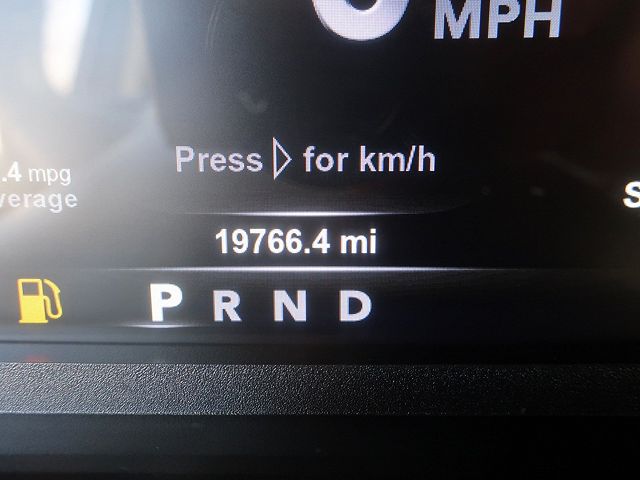 MPH
Press ▷ for km/h
.4 mpg
verage
19766.4 mi
P R N D